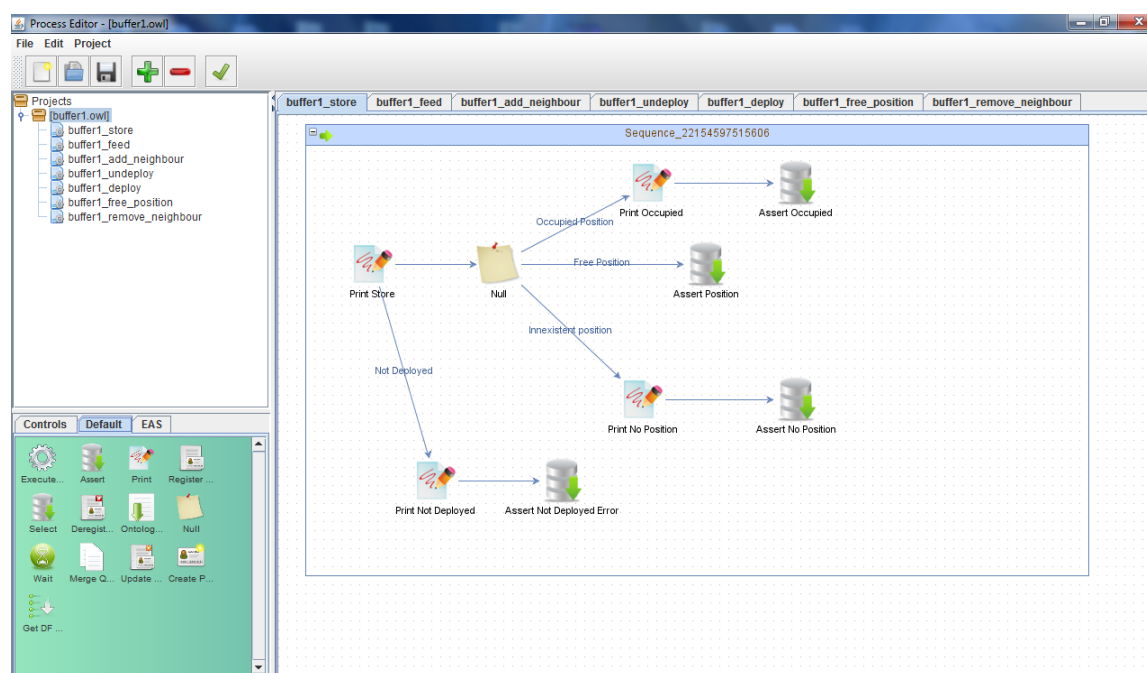 Process Editor - [buffer1.owl]
File Edit Project
Projects
[buffer1.owl]
buffer1_store
buffer1_feed
buffer1_add_neighbour
buffer1_undeploy
buffer1_deploy
buffer1_free_position
buffer1_remove_neighbour
buffer1_store buffer1_feed buffer1_add_neighbour buffer1_undeploy buffer1_deploy buffer1_free_position buffer1_remove_neighbour
Sequence_22154597515606
Occupied Position
Print Occupied
Assert Occupied
Free Position
Print Store
Null
Assert Position
Innexistent position
Not Deployed
Print No Position
Assert No Position
Print Not Deployed
Assert Not Deployed Error
Controls Default EAS
Execute... Assert Print Register ...
Select Deregist... Ontolog... Null
Wait Merge Q... Update ... Create P...
Get DF ...